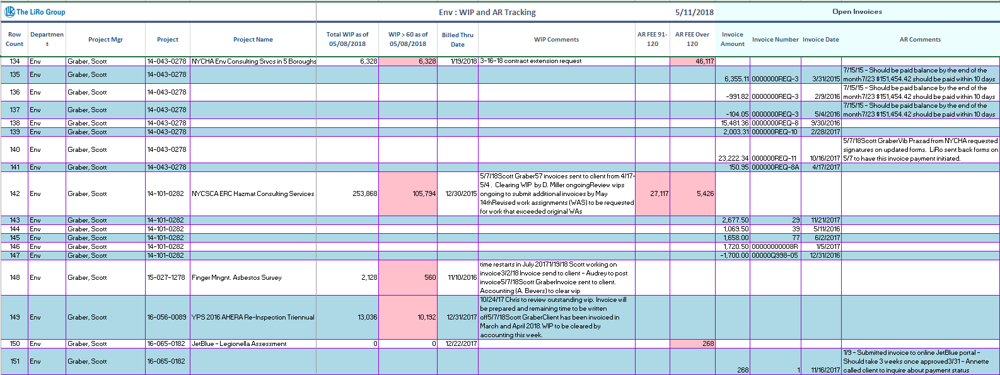 The LiRo Group Env : WIP and AR Tracking 5/11/2018 Open Invoices
Row Departmen Total WIP as of WIP > 60 as of Billed Thru AR FEE 91- AR FEE Over Invoice
Count t Project Mgr Project Project Name 05/08/2018 05/08/2018 Date WIP Comments 120 120 Amount Invoice Number Invoice Date AR Comments
134 Env Graber, Scott 14-043-0278 NYCHA Env Consulting Srvcs in 5 Boroughs 6,328 6,328 1/19/2018 3-16-18 contract extension request 46,117
7/15/15 - Should be paid balance by the end of the
135 Env Graber, Scott 14-043-0278 6,355.11 0000000REQ-3 3/31/2015 month7/23 $151,454.42 should be paid within 10 days
7/15/15 - Should be paid balance by the end of the
136 Env Graber, Scott 14-043-0278 -991.82 0000000REQ-3 2/9/2016 month7/23 $151,454.42 should be paid within 10 days
7/15/15 - Should be paid balance by the end of the
137 Env Graber, Scott 14-043-0278 -104.05 0000000REQ-3 5/4/2016 month7/23 $151,454.42 should be paid within 10 days
138 Env Graber, Scott 14-043-0278 15,481.36 0000000REQ-8 9/30/2016
139 Env Graber, Scott 14-043-0278 2,003.31 000000REQ-10 2/28/2017
5/7/18Scott GraberVib Prasad from NYCHA requested
signatures on updated forms.  LiRo sent back forms on
140 Env Graber, Scott 14-043-0278 23,222.34 000000REQ-11 10/16/2017 5/7 to have this invoice payment initiated.
141 Env Graber, Scott 14-043-0278 150.95 000000REQ-8A 4/17/2017
5/7/18Scott Graber57 invoices sent to client from 4/17-
5/4 .  Clearing WIP  by D. Miller ongoingReview wips
142 Env Graber, Scott 14-101-0282 NYCSCA ERC Hazmat Consulting Services 253,868 105,794 12/30/2015 ongoing to submit additional invoices by May 27,117 5,426
14thRevised work assignments (WAS) to be requested
for work that exceeded original WAs
143 Env Graber, Scott 14-101-0282 2,677.50 29 11/21/2017
144 Env Graber, Scott 14-101-0282 1,069.50 39 5/11/2016
145 Env Graber, Scott 14-101-0282 1,658.00 77 6/2/2017
146 Env Graber, Scott 14-101-0282 1,720.50 00000000008R 1/5/2017
147 Env Graber, Scott 14-101-0282 -1,700.00 00000Q998-05 12/31/2016
time restarts in July 20171/19/18 Scott working on
invoice3/2/18 Invoice send to client - Audrey to post
148 Env Graber, Scott 15-027-1278 Finger Mngnt. Asbestos Survey 2,128 560 11/10/2016 invoice5/7/18Scott GraberInvoice sent to client.
Accounting (A. Bevers) to clear wip
10/24/17 Chris to review outstanding wip. Invoice will
be prepared and remaining time to be written
149 Env Graber, Scott 16-056-0089 YPS 2016 AHERA Re-Inspection Triennual 13,036 10,192 12/31/2017 off5/7/18Scott GraberClient has been invoiced in
March and April 2018. WIP to be cleared by
accounting this week.
150 Env Graber, Scott 16-065-0182 JetBlue - Legionella Assessment 0 0 12/22/2017 268
1/9 - Submitted invoice to online JetBlue portal -
151 Env Graber, Scott 16-065-0182 Should take 3 weeks once approved3/31 - Annette
268 1 11/16/2017 called client to inquire about payment status